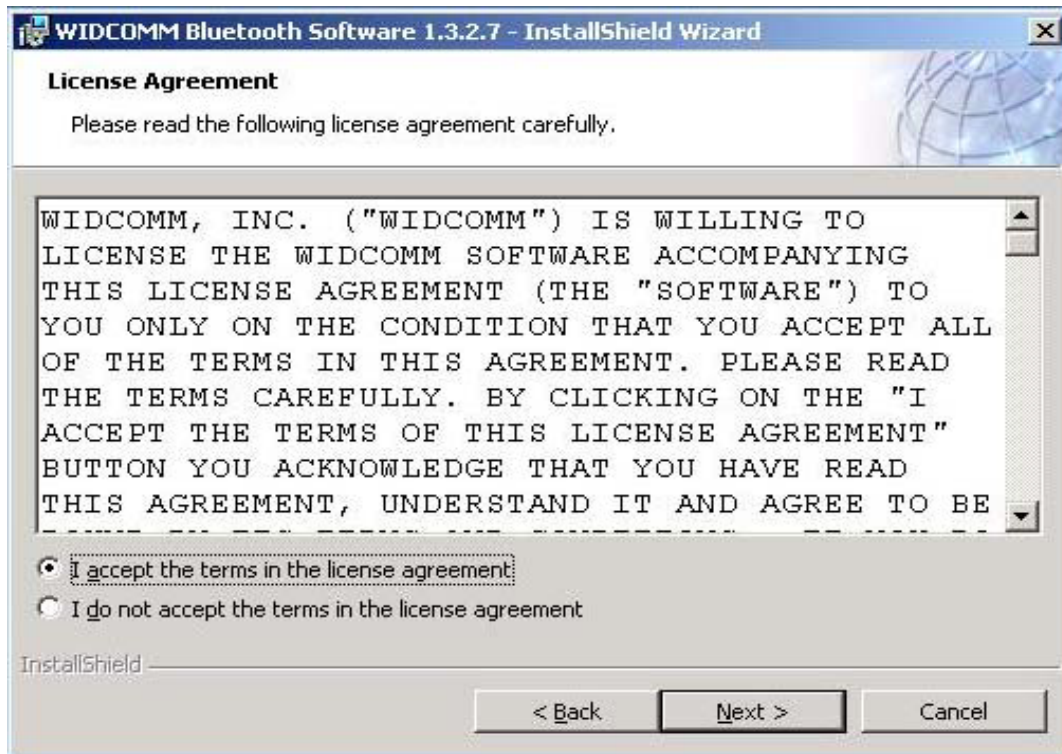 WIDCOMM Bluetooth Software 1.3.2.7 - InstallShield Wizard
License Agreement
Please read the following license agreement carefully.
WIDCOMM, INC. ("WIDCOMM") IS WILLING TO
LICENSE THE WIDCOMM SOFTWARE ACCOMPANYING
THIS LICENSE AGREEMENT (THE "SOFTWARE") TO
YOU ONLY ON THE CONDITION THAT YOU ACCEPT ALL
OF THE TERMS IN THIS AGREEMENT. PLEASE READ
THE TERMS CAREFULLY. BY CLICKING ON THE "I
ACCEPT THE TERMS OF THIS LICENSE AGREEMENT"
BUTTON YOU ACKNOWLEDGE THAT YOU HAVE READ
THIS AGREEMENT, UNDERSTAND IT AND AGREE TO BE
I accept the terms in the license agreement
I do not accept the terms in the license agreement
InstallShield
< Back
Next >
Cancel